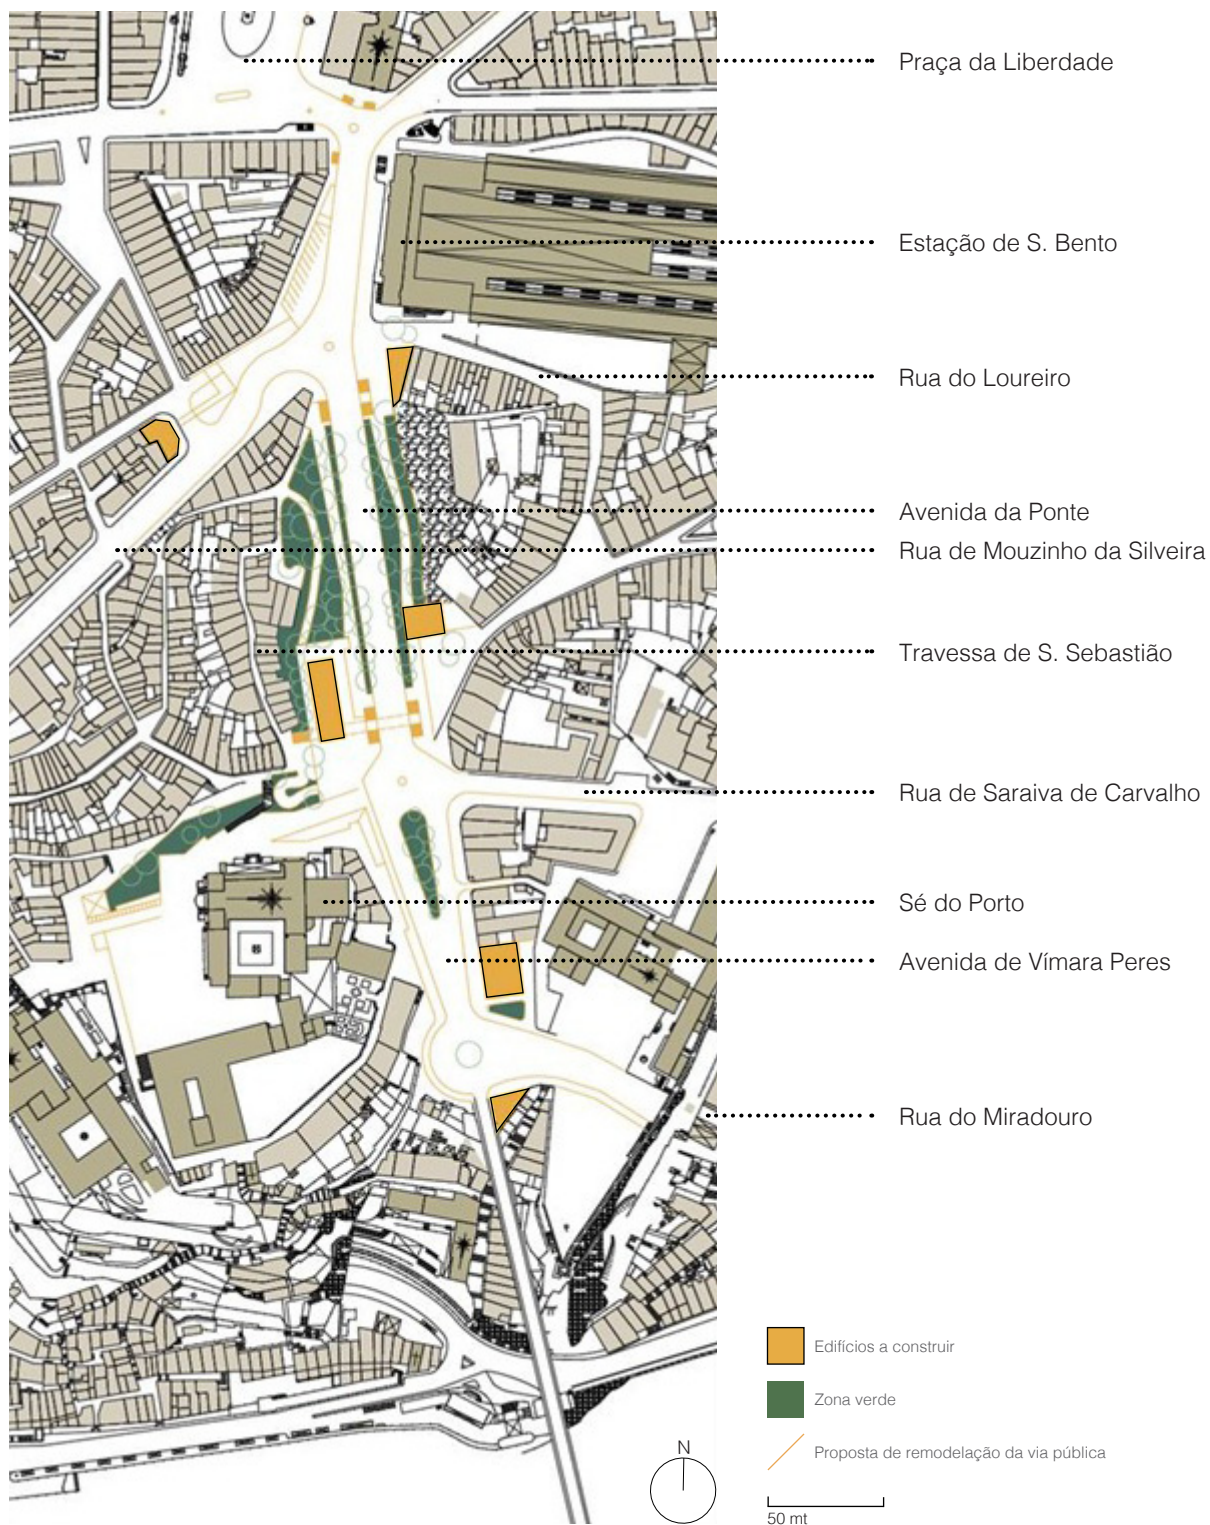 Praça da Liberdade
Estação de S. Bento
Rua do Loureiro
Avenida da Ponte
Rua de Mouzinho da Silveira
Travessa de S. Sebastião
Rua de Saraiva de Carvalho
Sé do Porto
Avenida de Vímara Peres
Rua do Miradouro
Edifícios a construir
Zona verde
Proposta de remodelação da via pública
N
50 mt